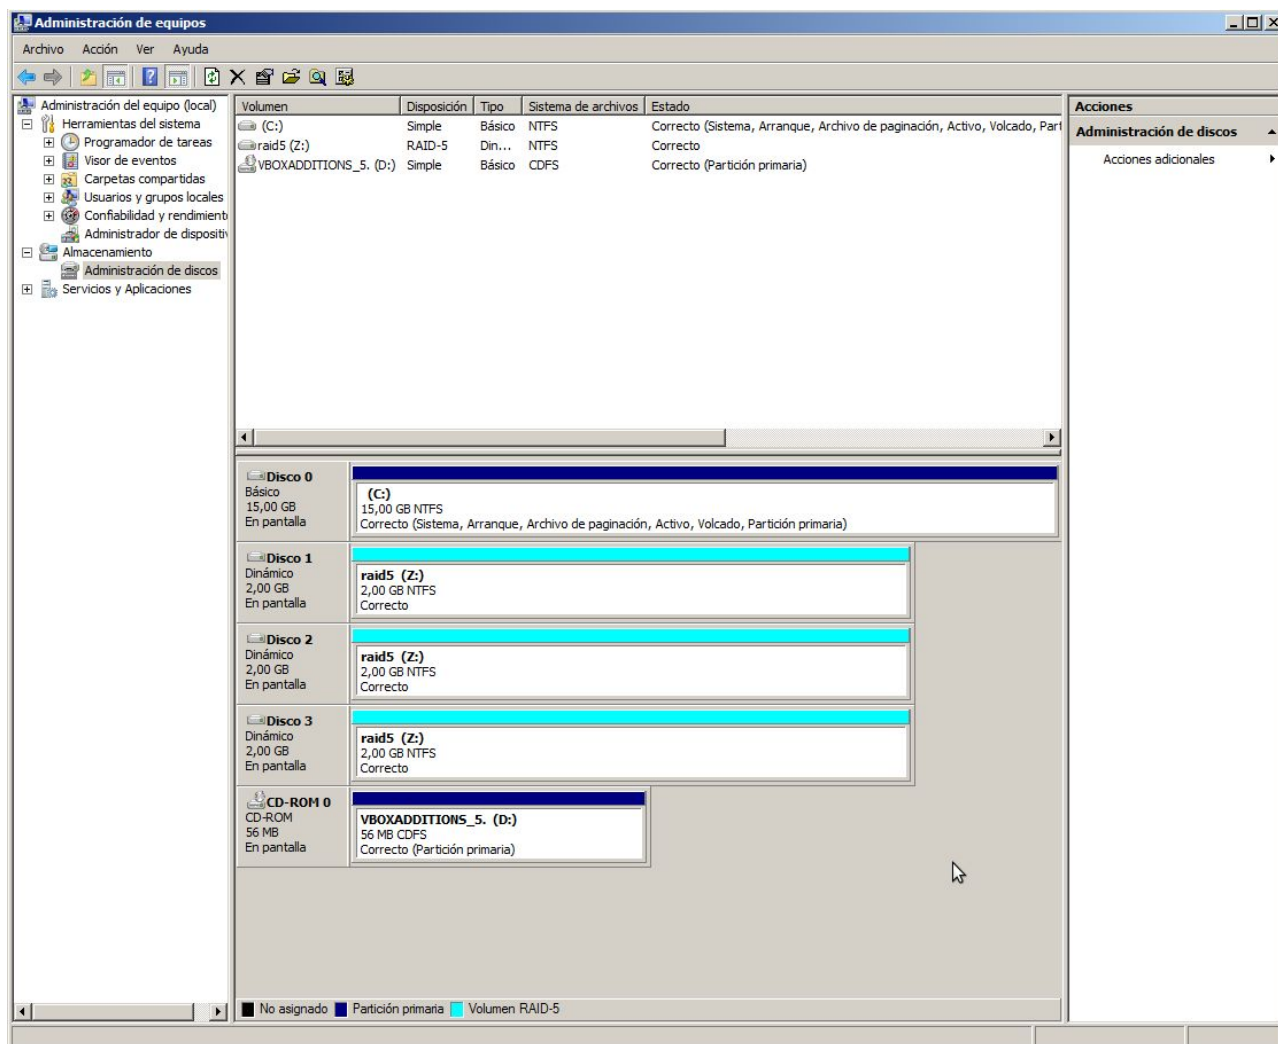 Administración de equipos
Archivo Acción Ver Ayuda
Administración del equipo (local)
Herramientas del sistema
Programador de tareas
Visor de eventos
Carpetas compartidas
Usuarios y grupos locales
Confiabilidad y rendimient
Administrador de dispositiv
Almacenamiento
Administración de discos
Servicios y Aplicaciones
Volumen Disposición Tipo Sistema de archivos Estado
(C:) Simple Básico NTFS Correcto (Sistema, Arranque, Archivo de paginación, Activo, Volcado, Part
raid5 (Z:) RAID-5 Din... NTFS Correcto
VBOXADDITIONS_5. (D:) Simple Básico CDFS Correcto (Partición primaria)
Disco 0
Básico
15,00 GB
En pantalla
(C:)
15,00 GB NTFS
Correcto (Sistema, Arranque, Archivo de paginación, Activo, Volcado, Partición primaria)
Disco 1
Dinámico
2,00 GB
En pantalla
raid5 (Z:)
2,00 GB NTFS
Correcto
Disco 2
Dinámico
2,00 GB
En pantalla
raid5 (Z:)
2,00 GB NTFS
Correcto
Disco 3
Dinámico
2,00 GB
En pantalla
raid5 (Z:)
2,00 GB NTFS
Correcto
CD-ROM 0
CD-ROM
56 MB
En pantalla
VBOXADDITIONS_5. (D:)
56 MB CDFS
Correcto (Partición primaria)
No asignado Partición primaria Volumen RAID-5
Acciones
Administración de discos
Acciones adicionales